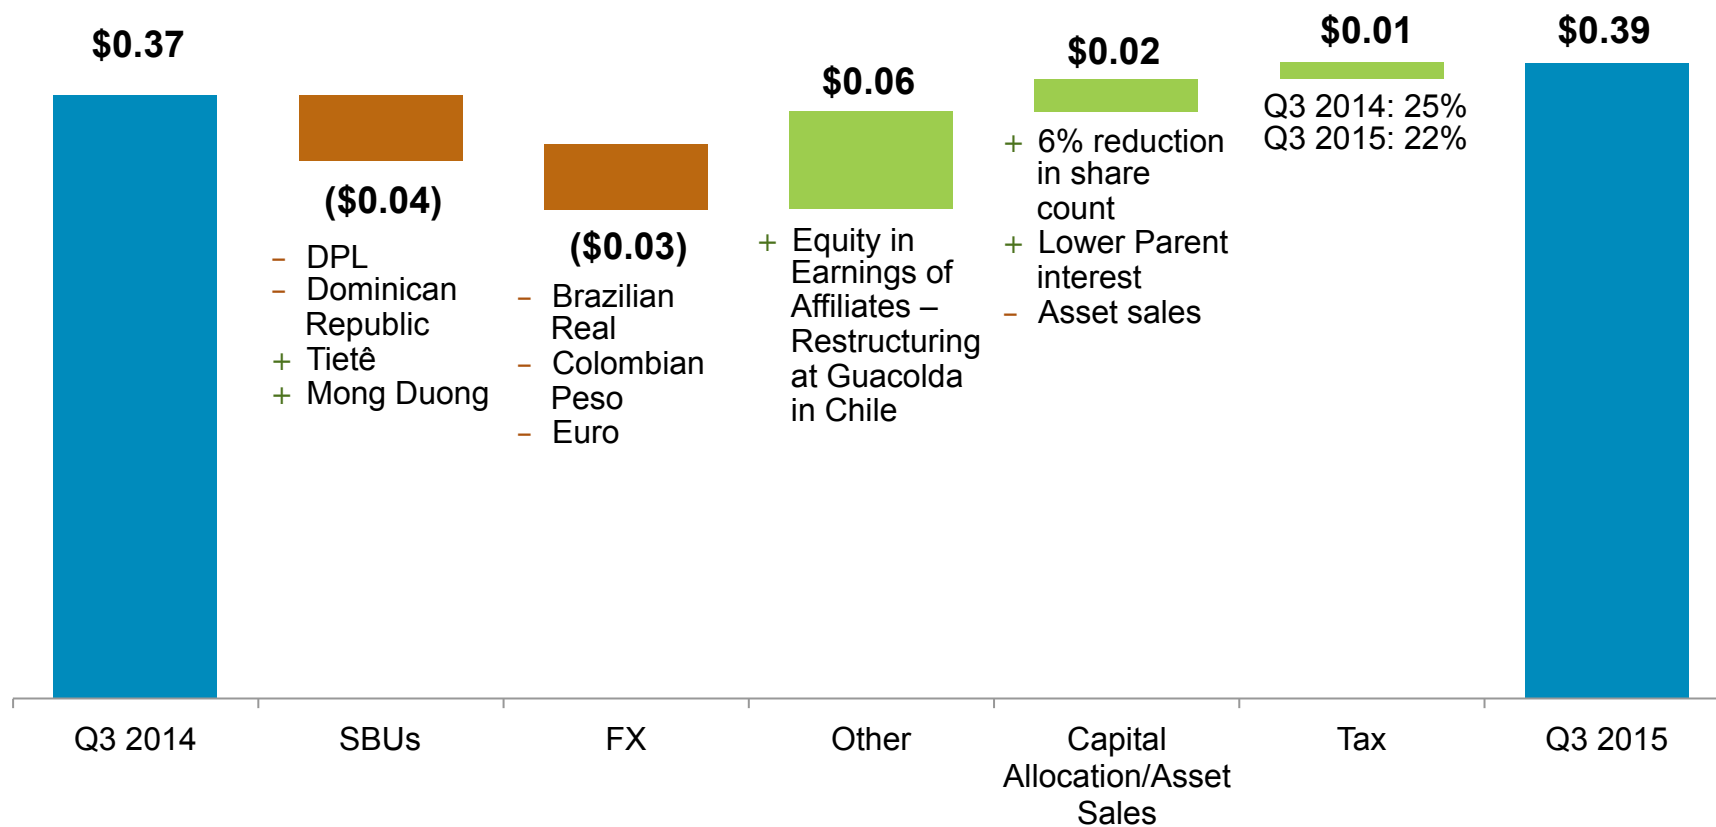 $0.37
($0.04)
– DPL
– Dominican
Republic
+ Tietê
+ Mong Duong
($0.03)
– Brazilian
Real
– Colombian
Peso
– Euro
$0.06
+ Equity in
Earnings of
Affiliates –
Restructuring
at Guacolda
in Chile
$0.02
+ 6% reduction
in share
count
+ Lower Parent
interest
– Asset sales
$0.01
Q3 2014: 25%
Q3 2015: 22%
$0.39
Q3 2014
SBUs
FX
Other
Capital
Allocation/Asset
Sales
Tax
Q3 2015